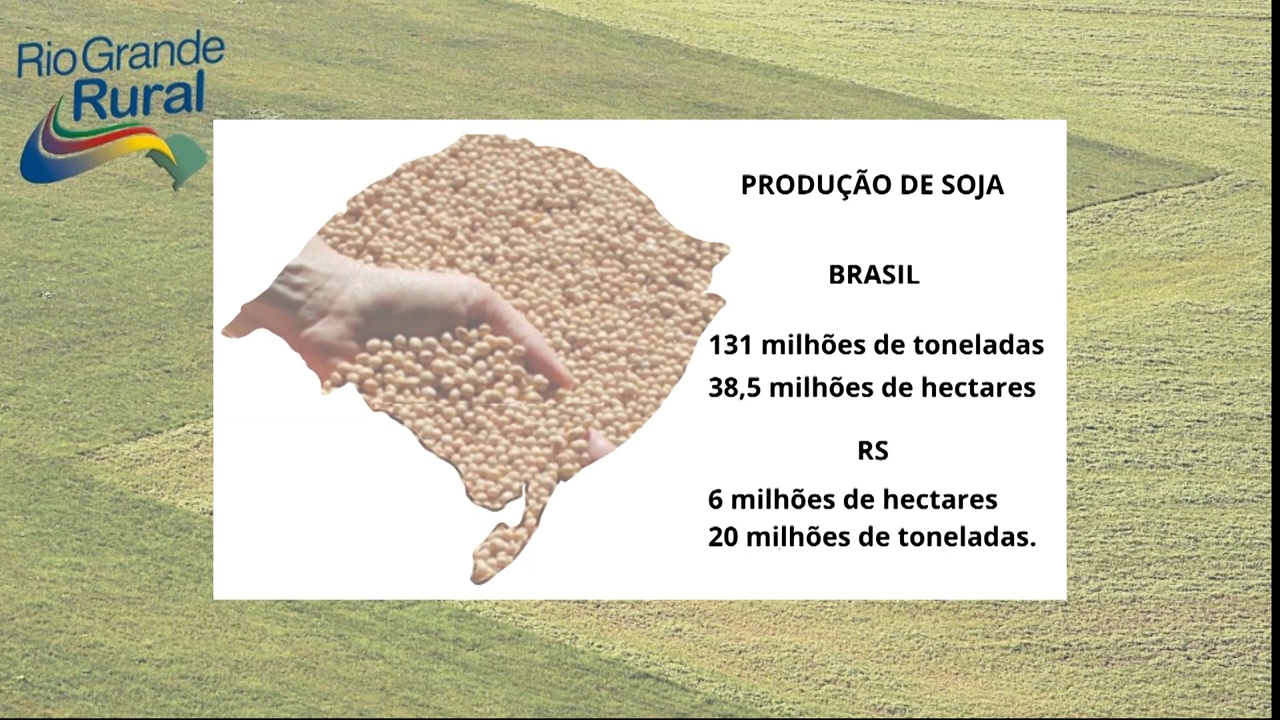 Rio Grande
Rural
PRODUÇÃO DE SOJA
BRASIL
131 milhões de toneladas
38,5 milhões de hectares
RS
6 milhões de hectares
20 milhões de toneladas.